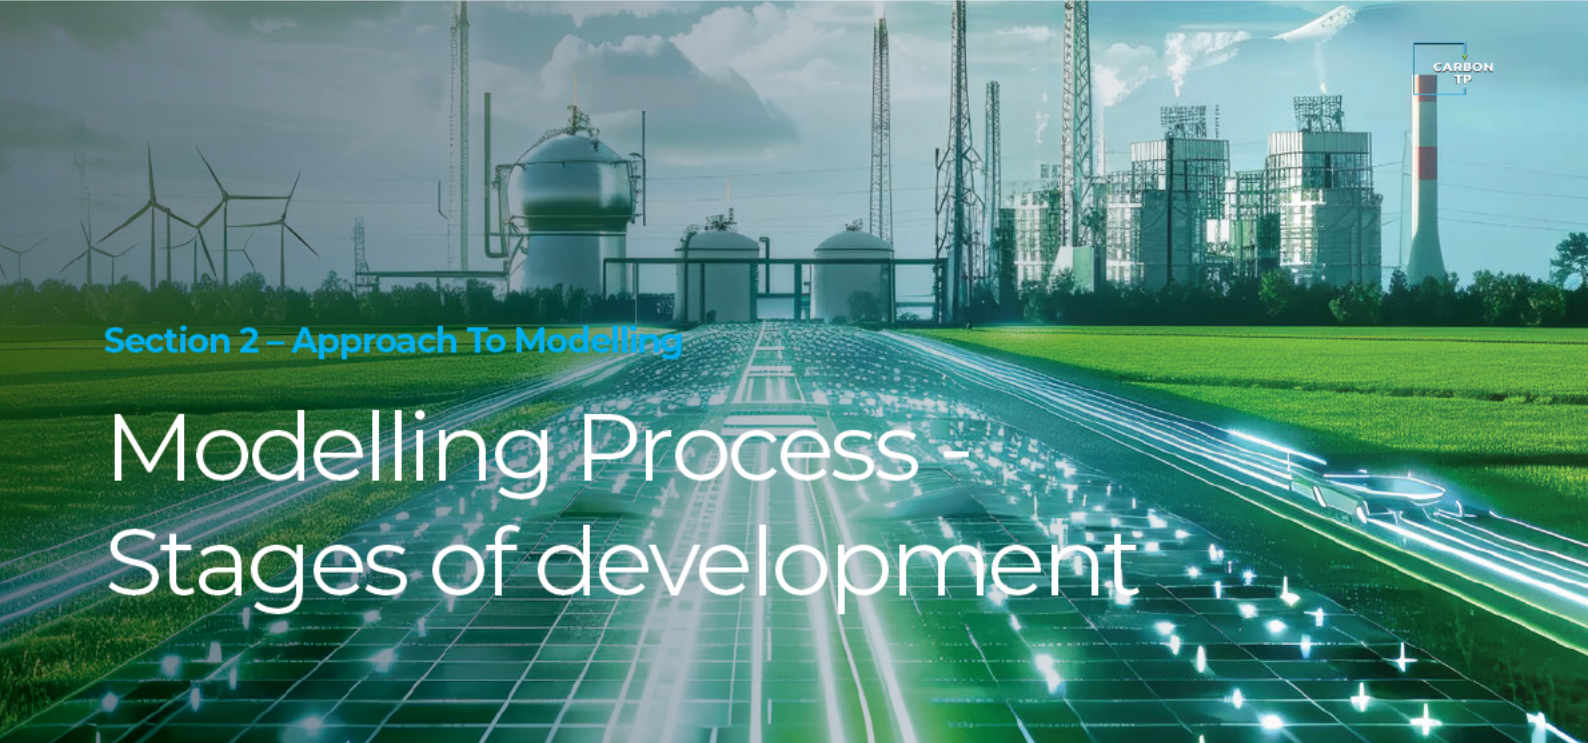 CARBON
TP
Section 2 – Approach To Modelling
Modelling Process -
Stages of development